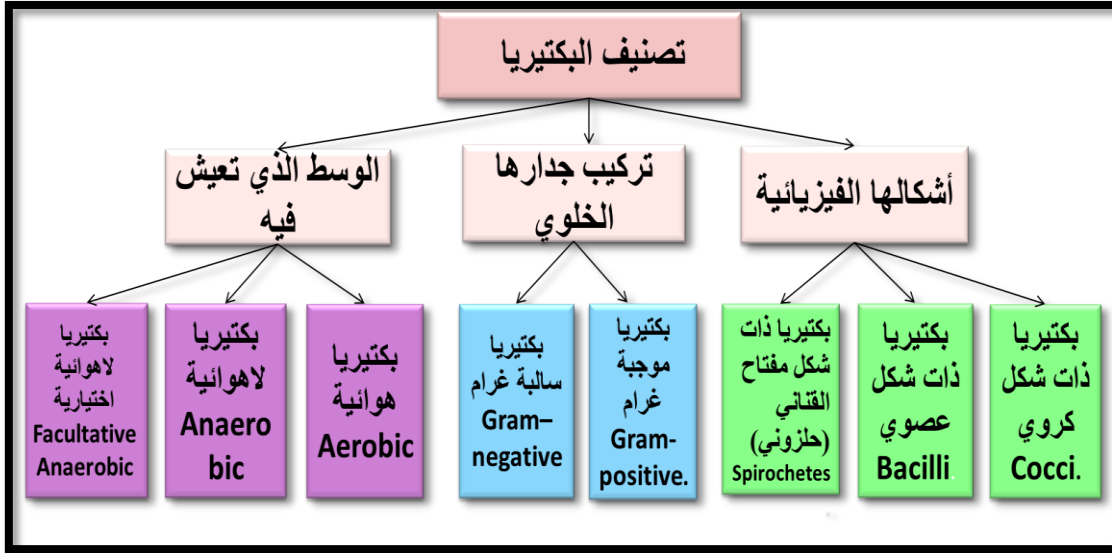 تصنيف البكتيريا
أشكالها الفيزيائية
تركيب جدارها
الخلوي
الوسط الذي تعيش
فيه
بكتيريا
ذات شكل
كروي
Cocci.
بكتيريا
ذات شكل
عصوي
Bacilli.
بكتيريا ذات
شكل مفتاح
القناني
(حلزوني)
Spirochetes
بكتيريا
موجبة
غرام
Gram-
positive.
بكتيريا
سالبة غرام
Gram–
negative
بكتيريا
هوائية
Aerobic
بكتيريا
لاهوائية
Anaero
bic
بكتيريا
لاهوائية
اختيارية
Facultative
Anaerobic